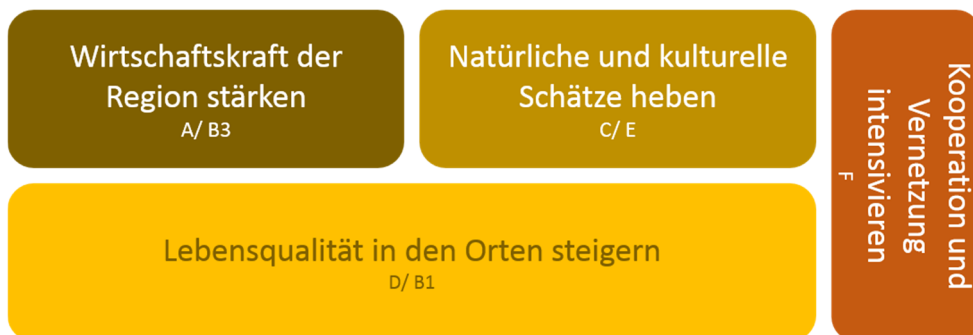 Wirtschaftskraft der
Region stärken
A/ B3
Natürliche und kulturelle
Schätze heben
C/ E
Lebensqualität in den Orten steigern
D/ B1
Kooperation und
Vernetzung
intensivieren
F